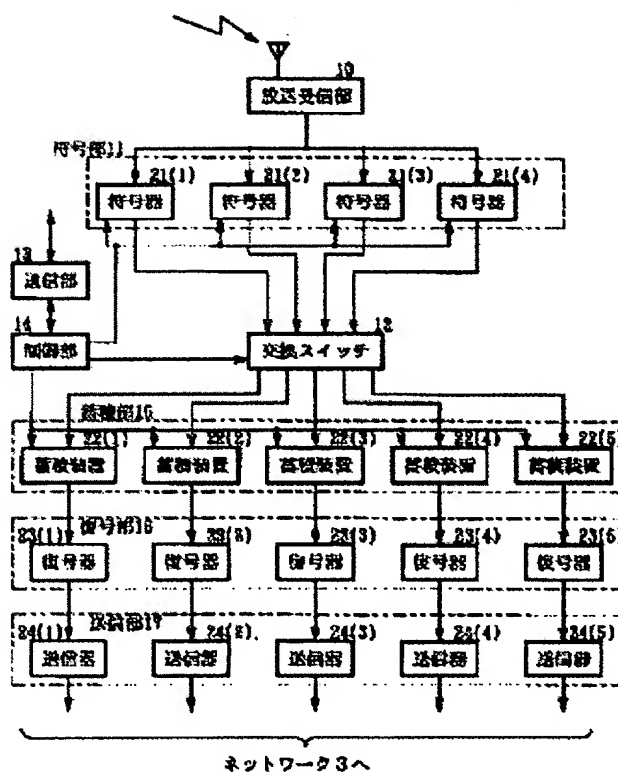 10
放送受信部
符号部11
21(1) 21(2) 21(3) 21(4)
符号器 符号器 符号器 符号器
13
送信部
14
制御部
12
交換スイッチ
蓄積部15
22(1) 22(2) 22(3) 22(4) 22(5)
蓄積装置 蓄積装置 蓄積装置 蓄積装置 蓄積装置
復号部16
23(1) 23(2) 23(3) 23(4) 23(5)
復号器 復号器 復号器 復号器 復号器
送信部17
24(1) 24(2) 24(3) 24(4) 24(5)
送信器 送信器 送信器 送信器 送信器
ネットワーク3へ